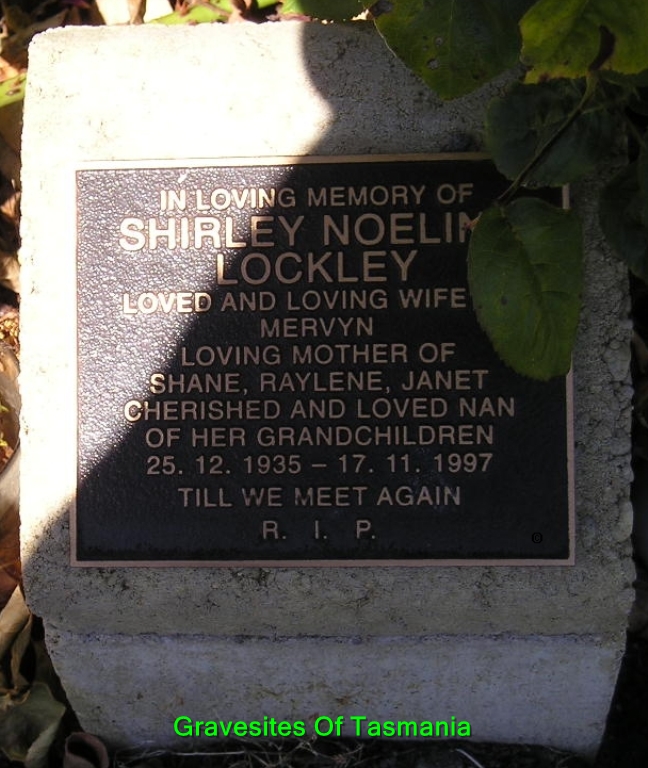 IN LOVING MEMORY OF
SHIRLEY
LOCKLEY
LOVED AND LOVING WIFE
MERVYN
LOVING MOTHER OF
SHANE, RAYLENE, JANET
CHERISHED AND LOVED NAN
OF HER GRANDCHILDREN
25. 12. 1935 – 17. 11. 1997
TILL WE MEET AGAIN
R. I. P.
Gravesites Of Tasmania